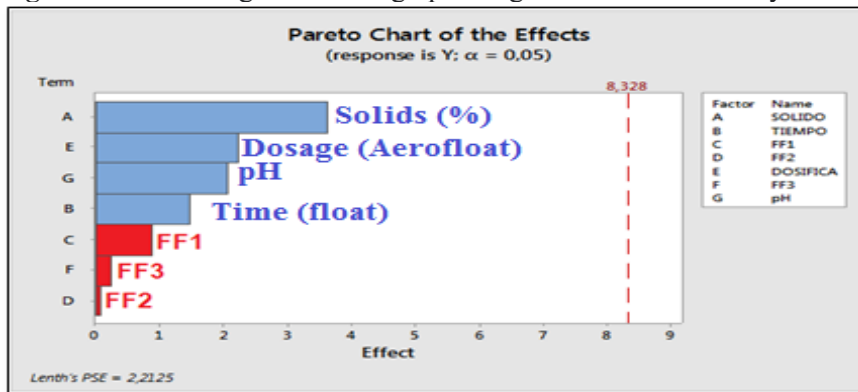 Pareto Chart of the Effects
(response is Y; α = 0,05)
Term
8,328
A Solids (%)
E Dosage (Aerofloat)
G pH
B Time (float)
C FF1
F FF3
D FF2
0 1 2 3 4 5 6 7 8 9
Effect
Lenth's PSE = 2,2125
Factor Name
A SOLIDO
B TIEMPO
C FF1
D FF2
E DOSIFICA
F FF3
G pH